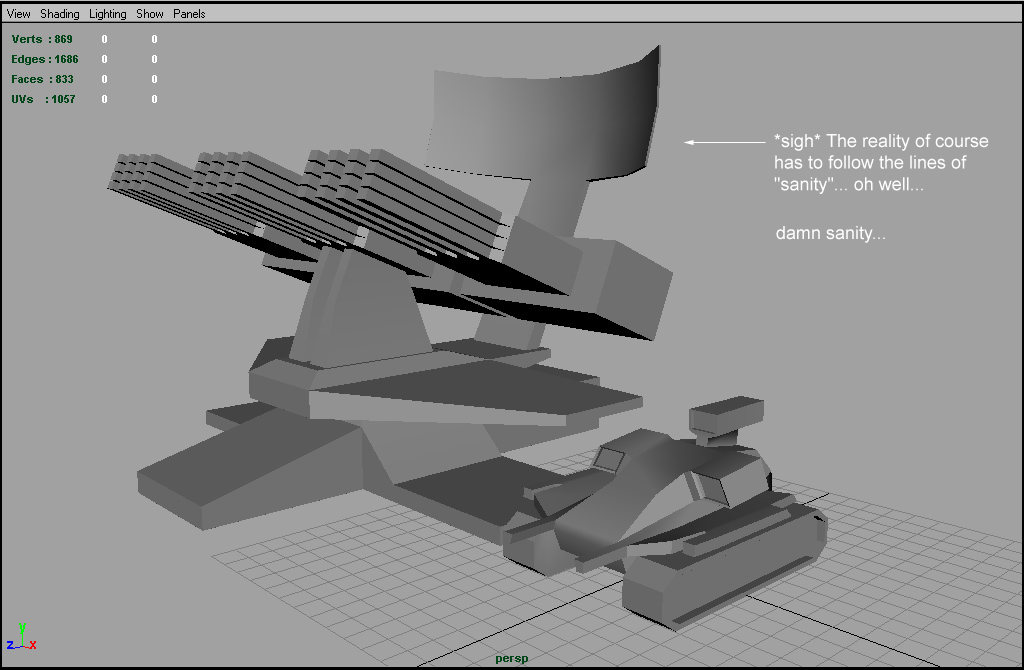 View Shading Lighting Show Panels
Verts : 869 0 0
Edges : 1686 0 0
Faces : 833 0 0
UVs : 1057 0 0
*sigh* The reality of course
has to follow the lines of
"sanity"... oh well...
damn sanity...
y
z x
persp